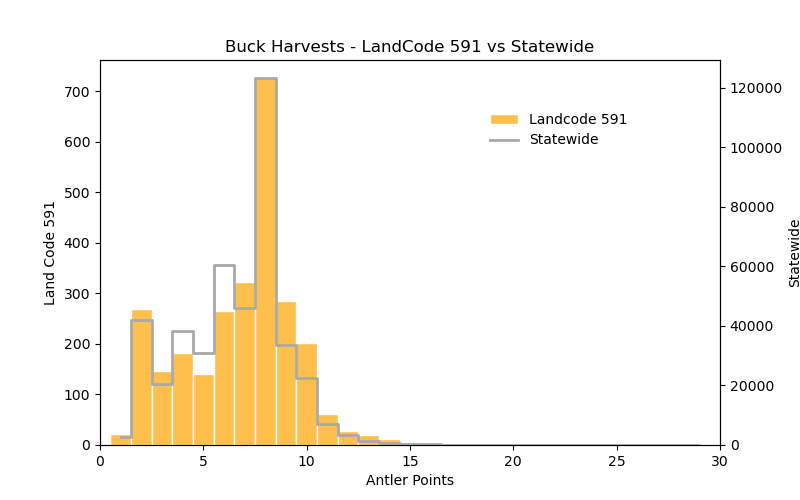 Buck Harvests - LandCode 591 vs Statewide
Landcode 591
Statewide
Land Code 591
700
600
500
400
300
200
100
0
120000
100000
80000
60000
40000
20000
0
Statewide
0 5 10 15 20 25 30
Antler Points